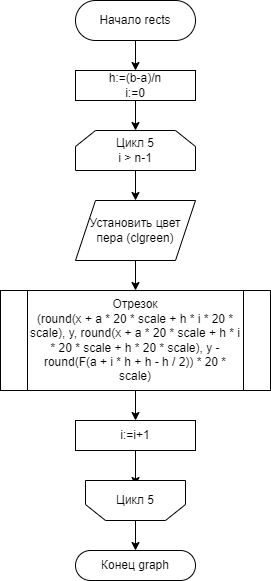 Начало rects
h:=(b-a)/n
i:=0
Цикл 5
i > n-1
Установить цвет
пера (clgreen)
Отрезок
(round(x + a * 20 * scale + h * i * 20 *
scale), y, round(x + a * 20 * scale + h * i
* 20 * scale + h * 20 * scale), y -
round(F(a + i * h + h - h / 2)) * 20 *
scale)
i:=i+1
Цикл 5
Конец graph